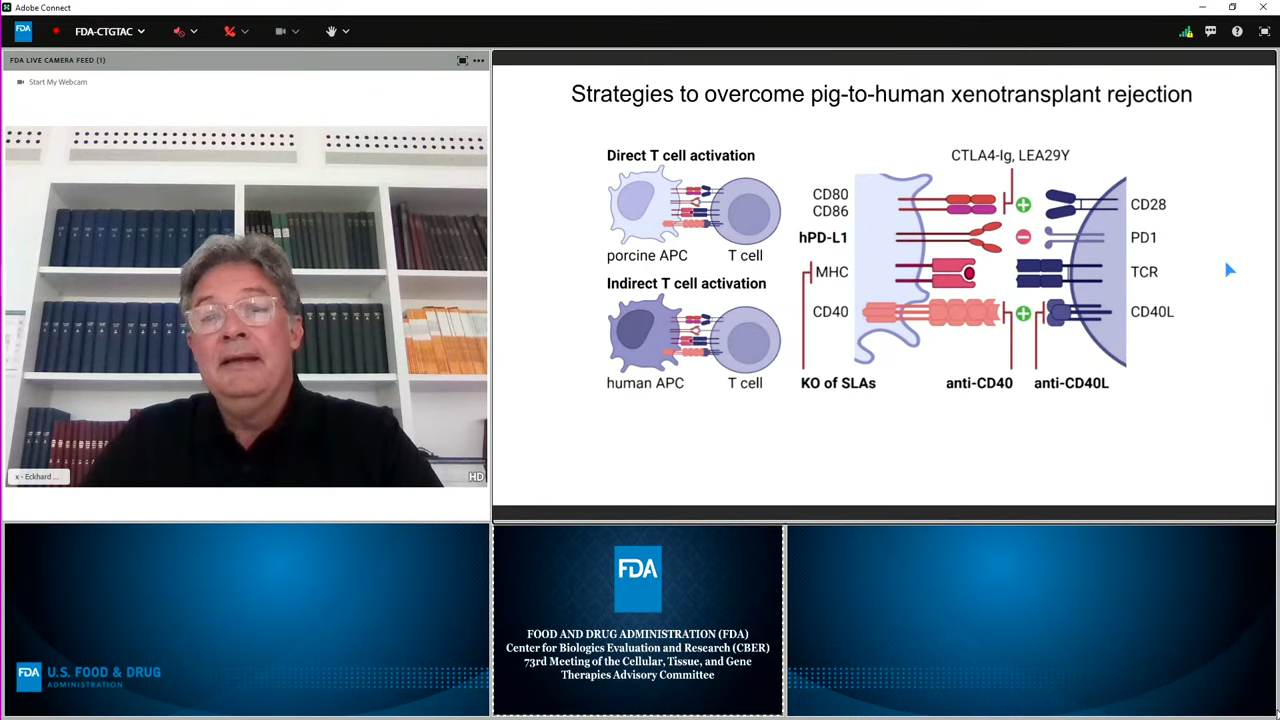 Adobe Connect
FDA
FDA-CTGTAC
FDA LIVE CAMERA FEED (1)
Start My Webcam
x - Eckhard ...
HD
Strategies to overcome pig-to-human xenotransplant rejection
Direct T cell activation
porcine APC
T cell
Indirect T cell activation
human APC
T cell
CTLA4-Ig, LEA29Y
CD80
CD86
hPD-L1
MHC
CD40
CD28
PD1
TCR
CD40L
KO of SLAs
anti-CD40
anti-CD40L
FDA
U.S. FOOD & DRUG
ADMINISTRATION
FDA
FOOD AND DRUG ADMINISTRATION (FDA)
Center for Biologics Evaluation and Research (CBER)
73rd Meeting of the Cellular, Tissue, and Gene
Therapies Advisory Committee